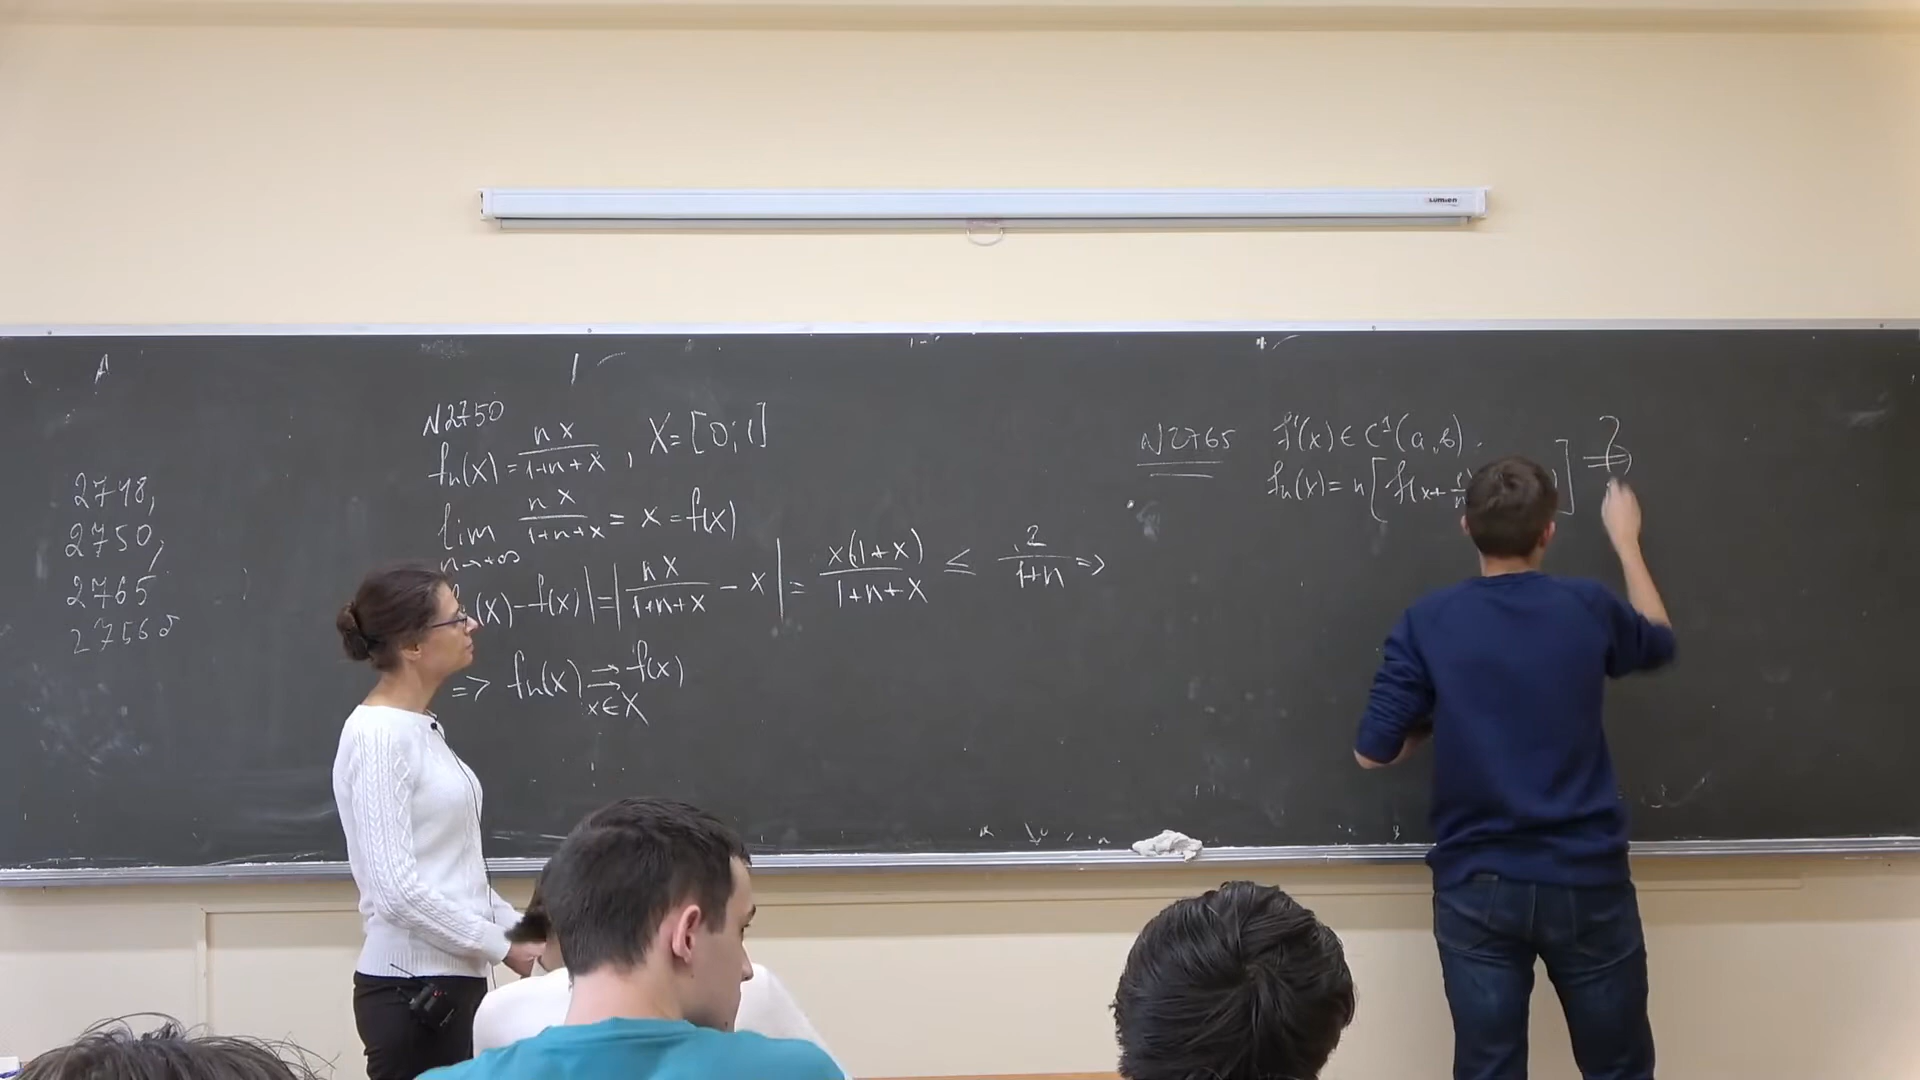 Lumien
2748,
2750,
2765
2756 б
N2750
fn(x) = nx/(1+n+x), X=[0;1]
lim n→+∞ nx/(1+n+x) = x = f(x)
(x)-f(x)| = |nx/(1+n+x) - x| = x(1+x)/(1+n+x) ≤ 2/(1+n) =>
=> fn(x) ⇉ f(x)
x∈X
N2765 f'(x) ∈ C¹(a,b).
fn(x) = n[f(x+